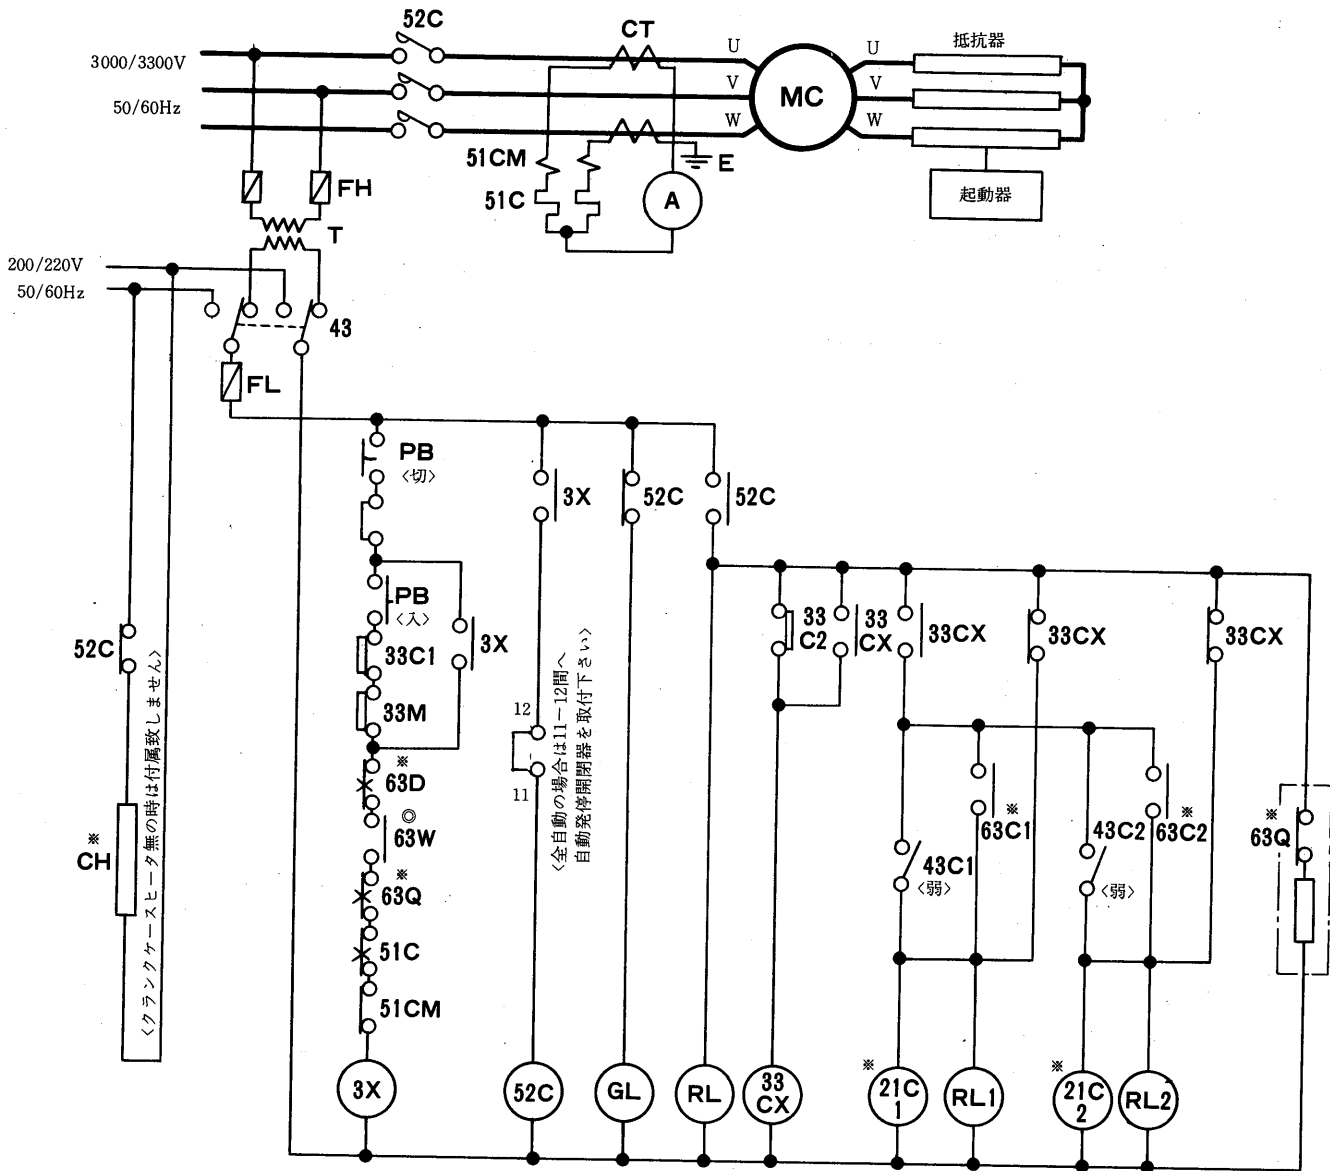 52C
CT
U
U
抵抗器
3000/3300V
V
MC
V
50/60Hz
W
W
51CM
E
51C
A
起動器
FH
T
200/220V
50/60Hz
43
FL
PB
〈切〉
3X
52C
52C
PB
〈入〉
3X
33C1
33M
33
C2
33
CX
33CX
33CX
33CX
52C
〈クランクケースヒータ無の時は付属致しません〉
12
11
〈全自動の場合は11−12間へ
自動発停開閉器を取付下さい〉
※
63D
◎
63W
※
63Q
51C
51CM
※
CH
43C1
〈弱〉
※
63C1
43C2
〈弱〉
※
63C2
※
63Q
3X
52C
GL
RL
33
CX
※
21C
1
RL1
※
21C
2
RL2